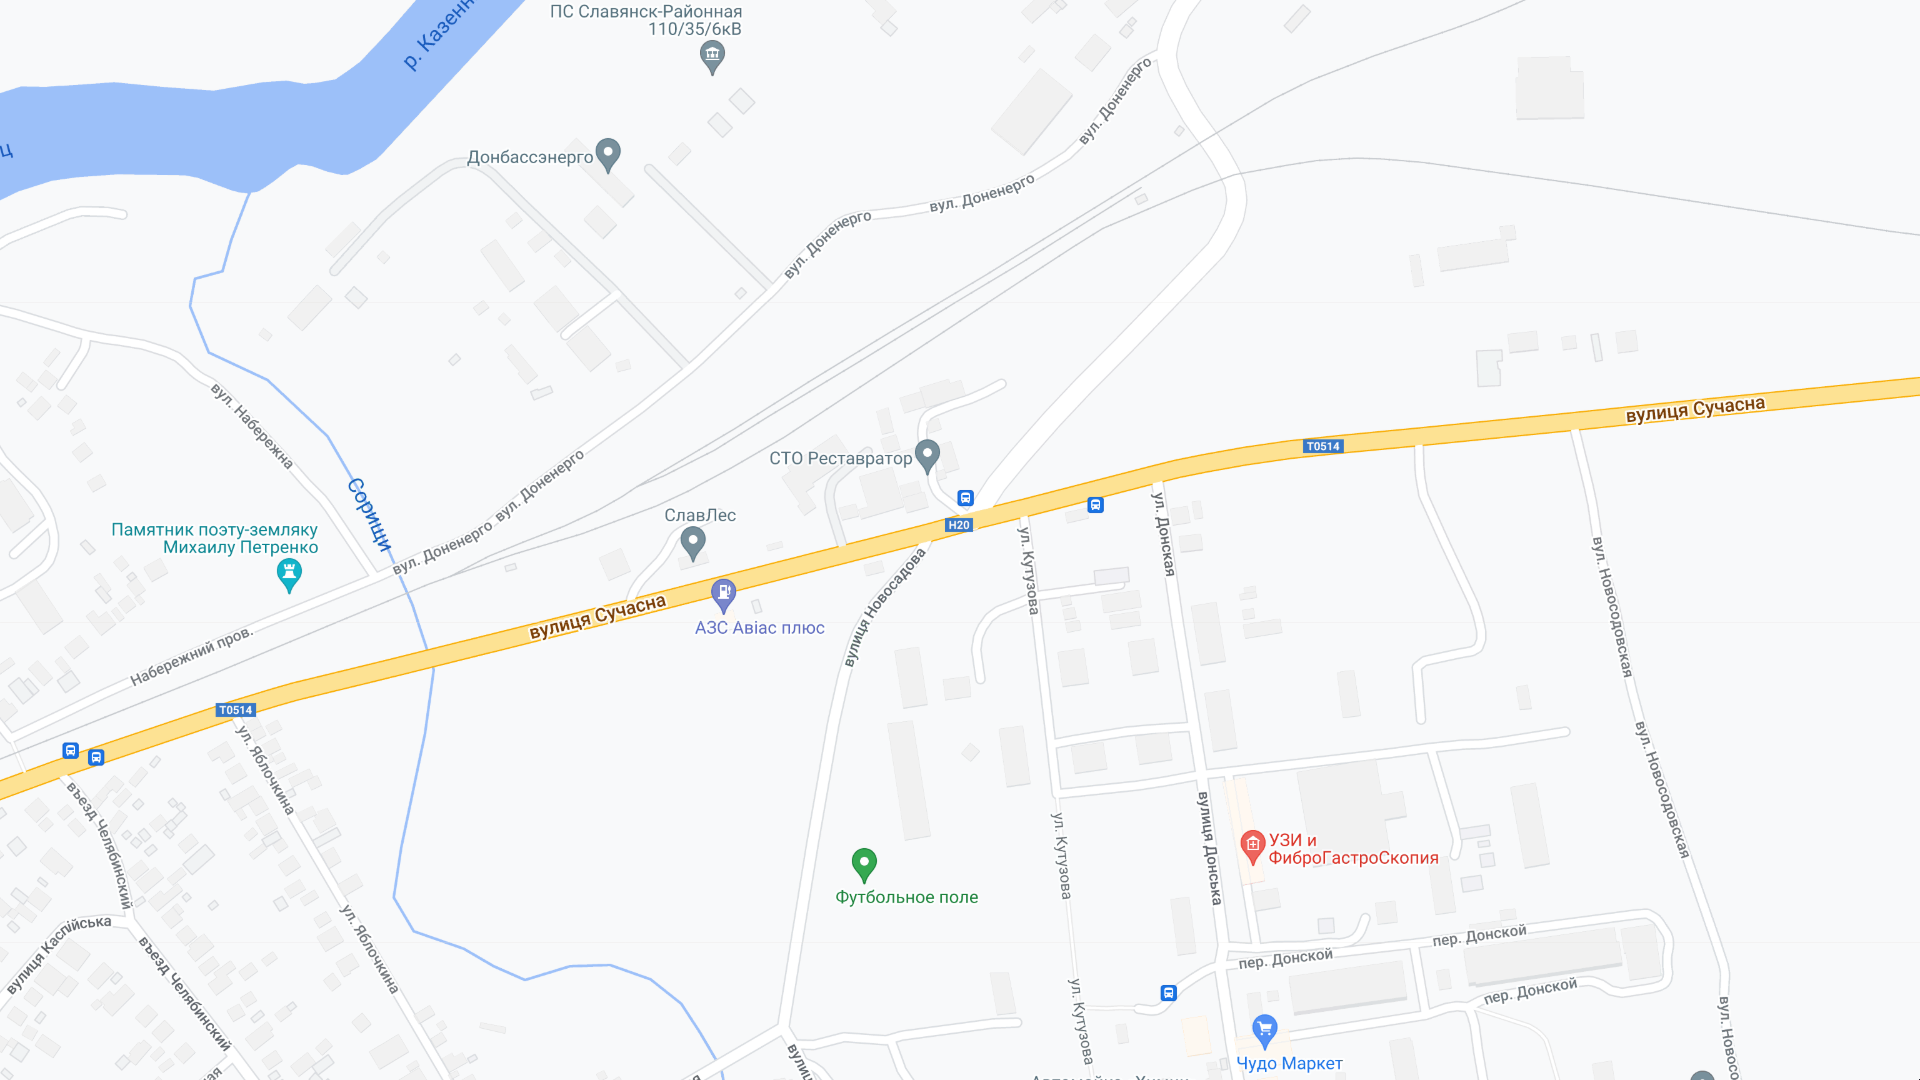 ПС Славянск-Районная
110/35/6кВ
р. Казенн
ц
Донбассэнерго
вул. Доненерго
вул. Доненерго
вул. Доненерго
вул. Набережна
вулиця Сучасна
T0514
СТО Реставратор
вул. Доненерго
Сорищи
СлавЛес
H20
ул. Донская
Памятник поэту-земляку
Михаилу Петренко
вул. Доненерго
ул. Кутузова
вул. Новосодовская
вулиця Новосадова
вулиця Сучасна
АЗС Авіас плюс
Набережний пров.
T0514
ул. Яблочкина
вул. Новосодовская
въезд Челябинский
вулиця Донська
УЗИ и
ФиброГастроСкопия
ул. Кутузова
Футбольное поле
вулиця Каспійська
ул. Яблочкина
въезд Челябинский
пер. Донской
пер. Донской
пер. Донской
ул. Кутузова
вул. Новосо
Чудо Маркет
вулиц